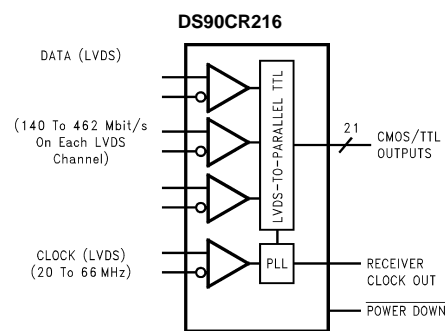 DS90CR216
DATA (LVDS)
(140 To 462 Mbit/s
On Each LVDS
Channel)
CLOCK (LVDS)
(20 To 66 MHz)
LVDS-TO-PARALLEL TTL
PLL
21
CMOS/TTL
OUTPUTS
RECEIVER
CLOCK OUT
POWER DOWN